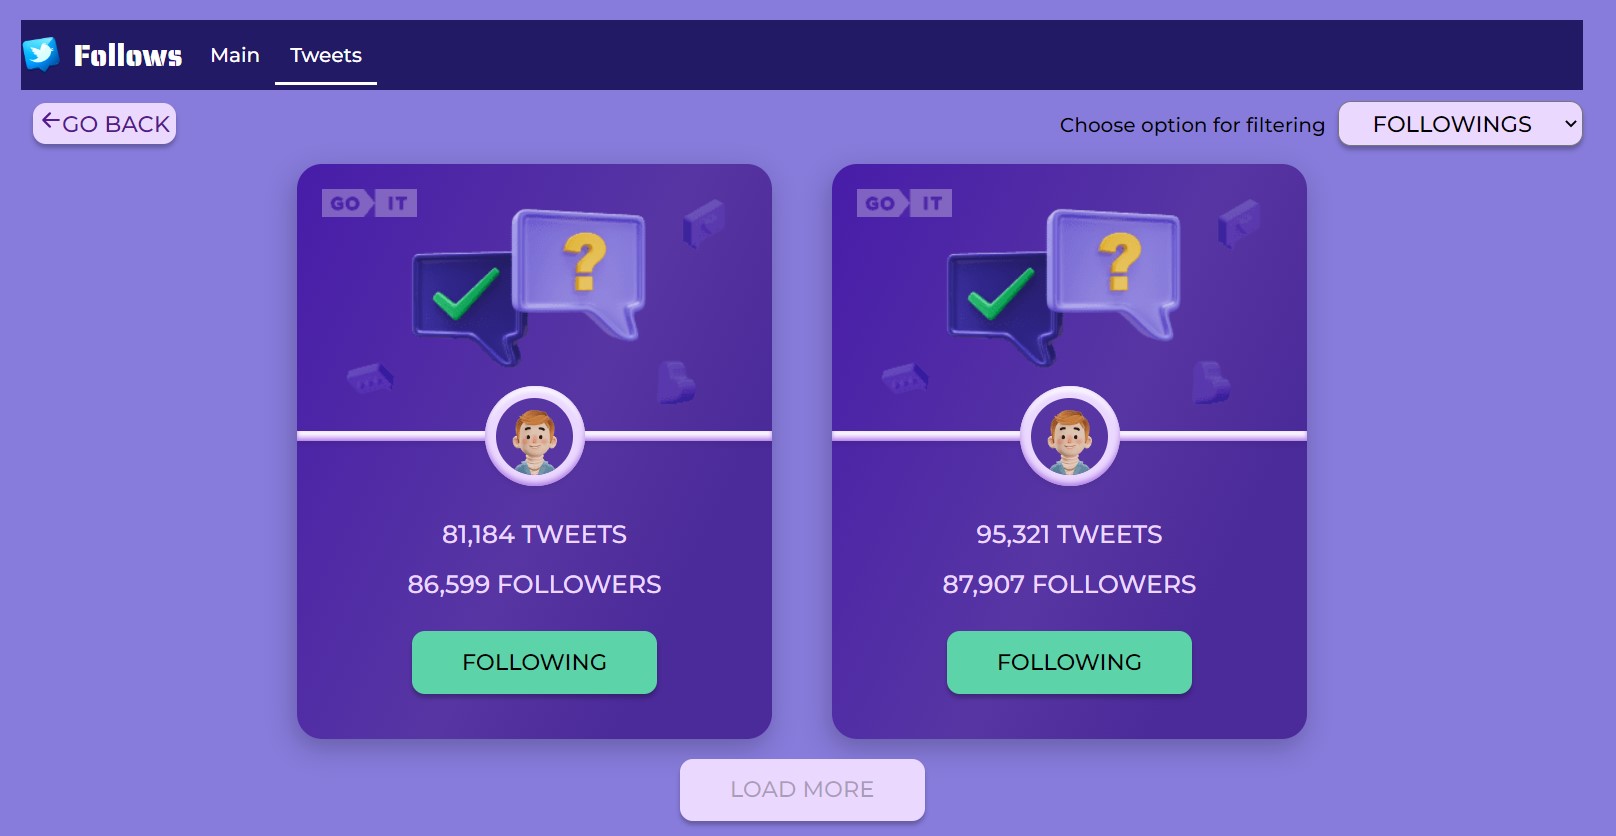 Follows Main Tweets
GO BACK
Choose option for filtering FOLLOWINGS
GO IT
81,184 TWEETS
86,599 FOLLOWERS
FOLLOWING
GO IT
95,321 TWEETS
87,907 FOLLOWERS
FOLLOWING
LOAD MORE